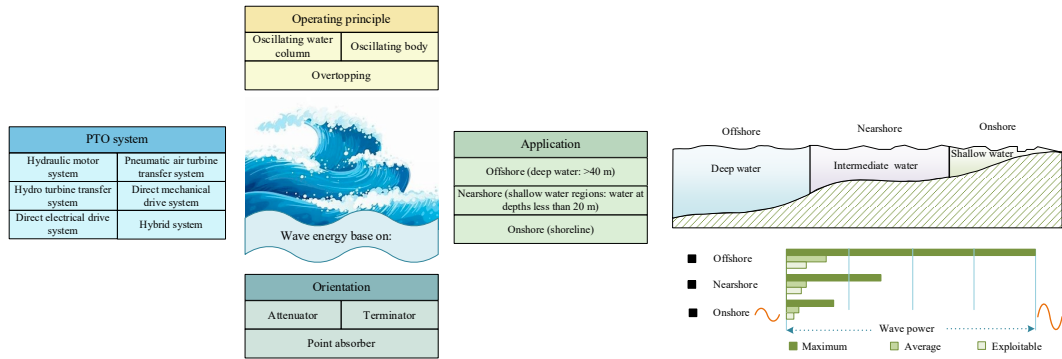 Operating principle
Oscillating water
column
Oscillating body
Overtopping
PTO system
Hydraulic motor
system
Pneumatic air turbine
transfer system
Hydro turbine transfer
system
Direct mechanical
drive system
Direct electrical drive
system
Hybrid system
Wave energy base on:
Orientation
Attenuator
Terminator
Point absorber
Application
Offshore (deep water: >40 m)
Nearshore (shallow water regions: water at
depths less than 20 m)
Onshore (shoreline)
Offshore
Nearshore
Onshore
Deep water
Intermediate water
Shallow water
Offshore
Nearshore
Onshore
Wave power
Maximum
Average
Exploitable